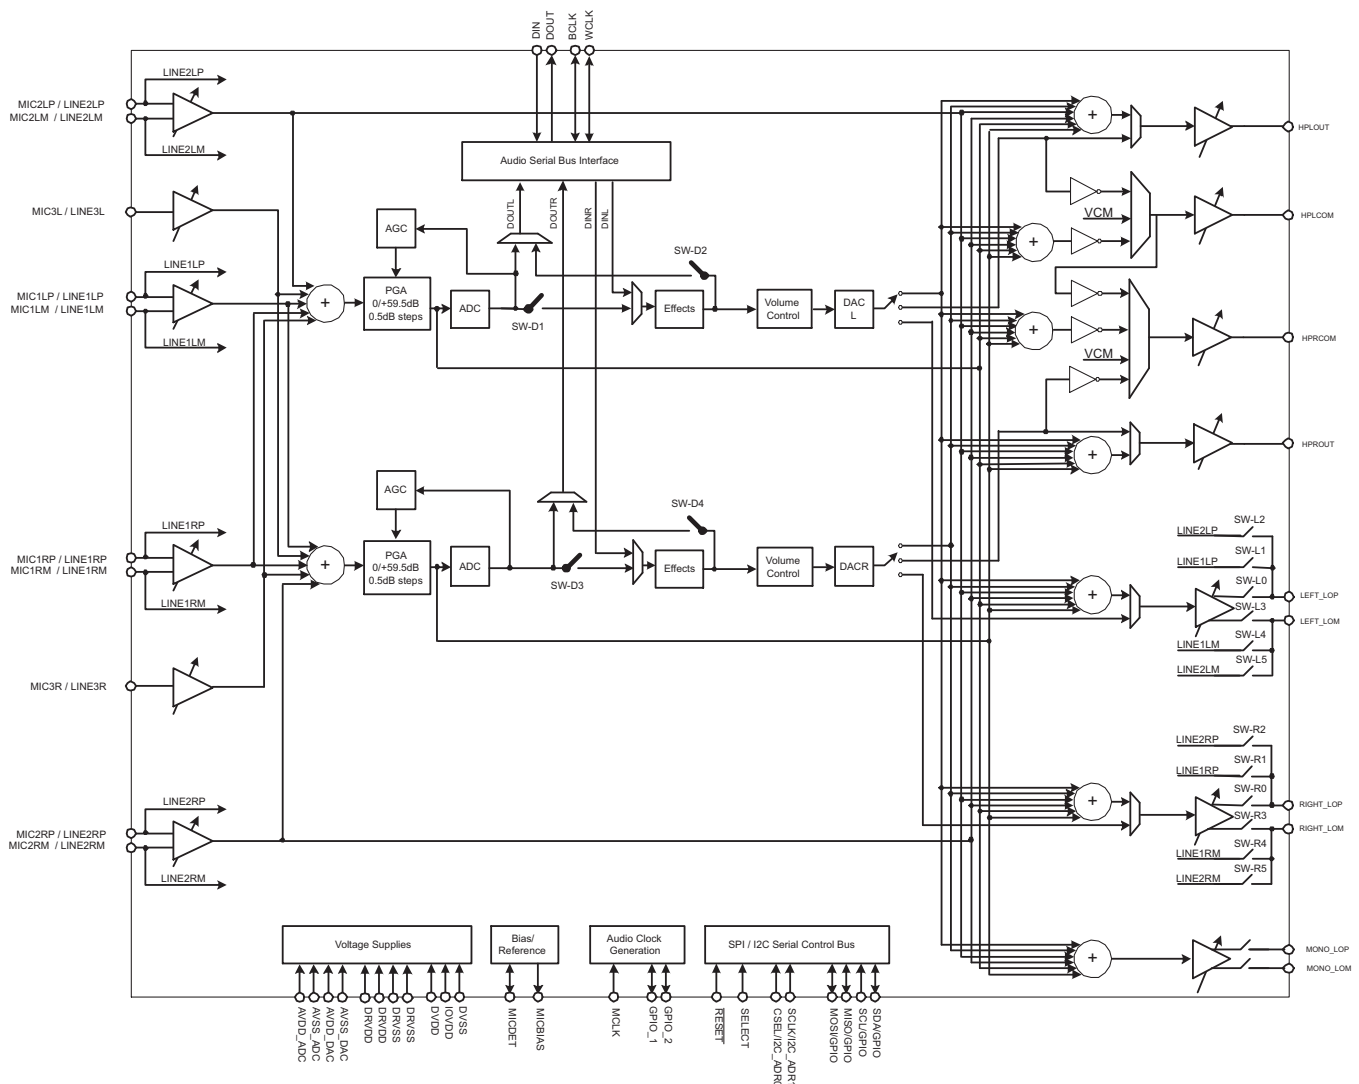 DIN
DOUT
BCLK
WCLK
LINE2LP
MIC2LP / LINE2LP
MIC2LM / LINE2LM
LINE2LM
+
HPLOUT
Audio Serial Bus Interface
MIC3L / LINE3L
AGC
DOUTL
DOUTR
DINR
DINL
VCM
HPLCOM
+
SW-D2
LINE1LP
MIC1LP / LINE1LP
MIC1LM / LINE1LM
LINE1LM
+
PGA
0/+59.5dB
0.5dB steps
ADC
SW-D1
Effects
Volume
Control
DAC
L
+
VCM
HPRCOM
HPROUT
+
AGC
SW-D4
LINE1RP
MIC1RP / LINE1RP
MIC1RM / LINE1RM
LINE1RM
+
PGA
0/+59.5dB
0.5dB steps
ADC
SW-D3
Effects
Volume
Control
DACR
+
SW-L2
LINE2LP
SW-L1
LINE1LP
SW-L0
LEFT_LOP
SW-L3
LEFT_LOM
SW-L4
LINE1LM
SW-L5
LINE2LM
MIC3R / LINE3R
SW-R2
LINE2RP
SW-R1
LINE1RP
SW-R0
RIGHT_LOP
SW-R3
RIGHT_LOM
SW-R4
LINE1RM
SW-R5
LINE2RM
+
LINE2RP
MIC2RP / LINE2RP
MIC2RM / LINE2RM
LINE2RM
Voltage Supplies
Bias/
Reference
Audio Clock
Generation
SPI / I2C Serial Control Bus
+
MONO_LOP
MONO_LOM
AVDD_ADC
AVSS_ADC
AVDD_DAC
AVSS_DAC
DRVDD
DRVDD
DRVSS
DRVSS
DVDD
IOVDD
DVSS
MICDET
MICBIAS
MCLK
GPIO_1
GPIO_2
RESET
SELECT
CSEL/I2C_ADR0
SCLK/I2C_ADR1
MOSI/GPIO
MISO/GPIO
SCL/GPIO
SDA/GPIO